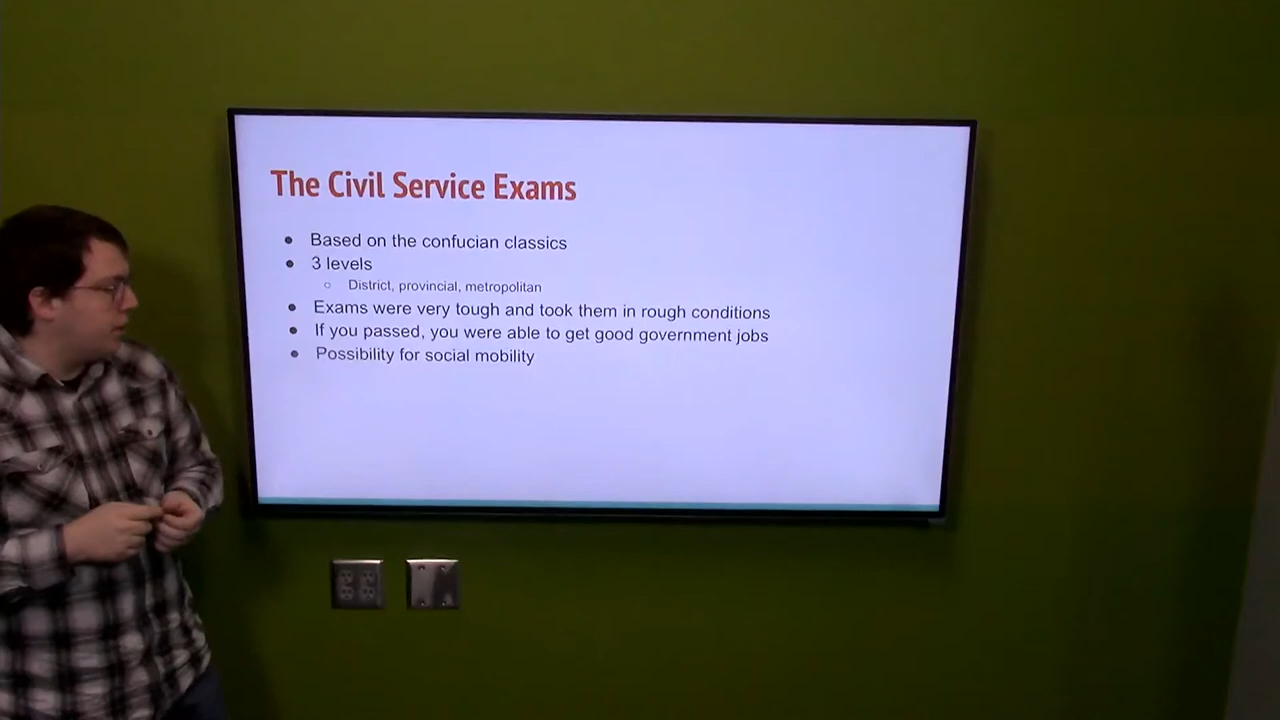 The Civil Service Exams
● Based on the confucian classics
● 3 levels
○ District, provincial, metropolitan
● Exams were very tough and took them in rough conditions
● If you passed, you were able to get good government jobs
● Possibility for social mobility